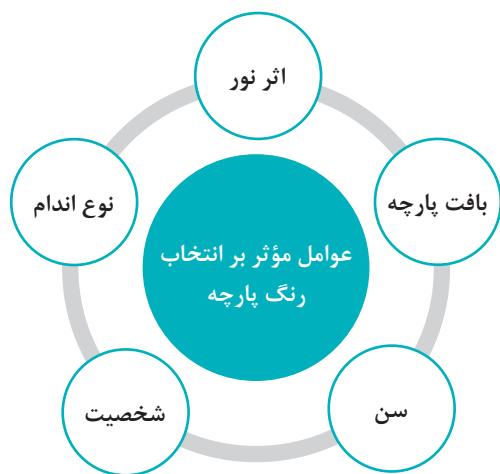 اثر نور
بافت پارچه
نوع اندام
عوامل مؤثر بر انتخاب
رنگ پارچه
سن
شخصیت